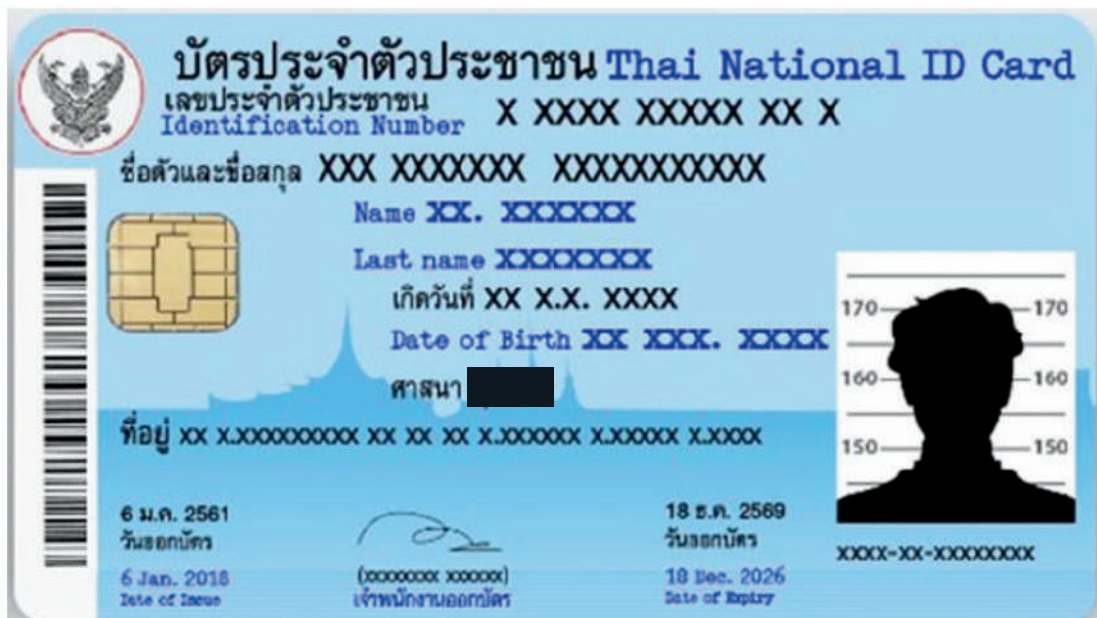 บัตรประจำตัวประชาชน Thai National ID Card
เลขประจำตัวประชาชน
Identification Number X XXXX XXXXX XX X
ชื่อตัวและชื่อสกุล XXX XXXXXXX XXXXXXXXXXX
Name XX. XXXXXX
Last name XXXXXXXX
เกิดวันที่ XX X.X. XXXX
Date of Birth XX XXX. XXXX
ศาสนา
ที่อยู่ XX X.XXXXXXXXX XX XX XX X.XXXXXX X.XXXXX X.XXXX
170 170
160 160
150 150
6 ม.ค. 2561
วันออกบัตร
6 Jan. 2018
Date of Issue
(XXXXXXXX XXXXXX)
เจ้าพนักงานออกบัตร
18 ธ.ค. 2569
วันออกบัตร
18 Dec. 2026
Date of Expiry
XXXX-XX-XXXXXXXX